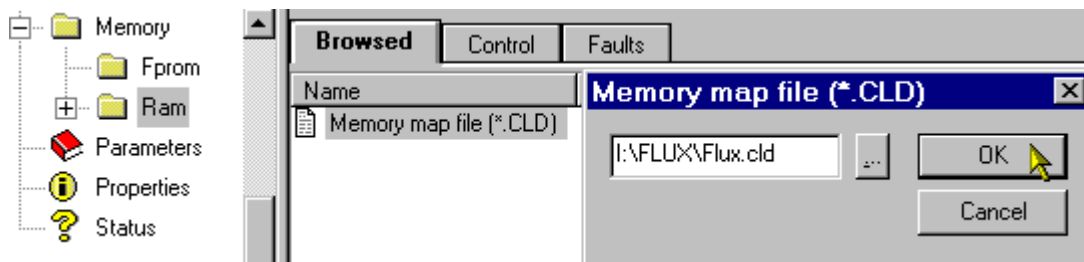 Memory
Fprom
Ram
Parameters
Properties
Status
Browsed Control Faults
Name
Memory map file (*.CLD)
Memory map file (*.CLD)
I:\FLUX\Flux.cld
...
OK
Cancel